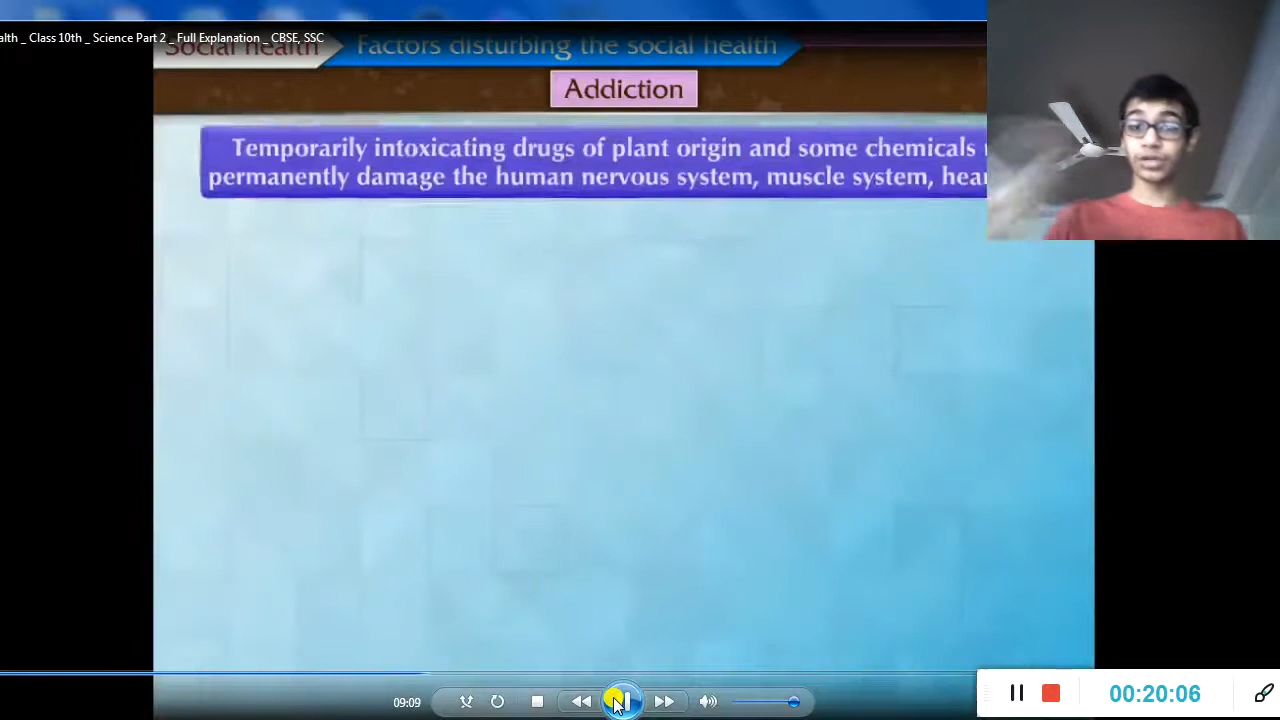 alth _ Class 10th _ Science Part 2 _ Full Explanation _ CBSE, SSC
Social health
Factors disturbing the social health
Addiction
Temporarily intoxicating drugs of plant origin and some chemicals
permanently damage the human nervous system, muscle system,
09:09
00:20:06